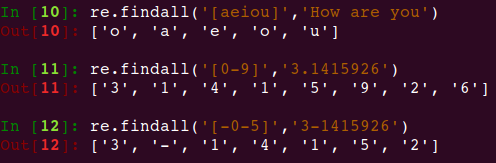 In [10]: re.findall('[aeiou]','How are you')
Out[10]: ['o', 'a', 'e', 'o', 'u']
In [11]: re.findall('[0-9]','3.1415926')
Out[11]: ['3', '1', '4', '1', '5', '9', '2', '6']
In [12]: re.findall('[-0-5]','3-1415926')
Out[12]: ['3', '-', '1', '4', '1', '5', '2']